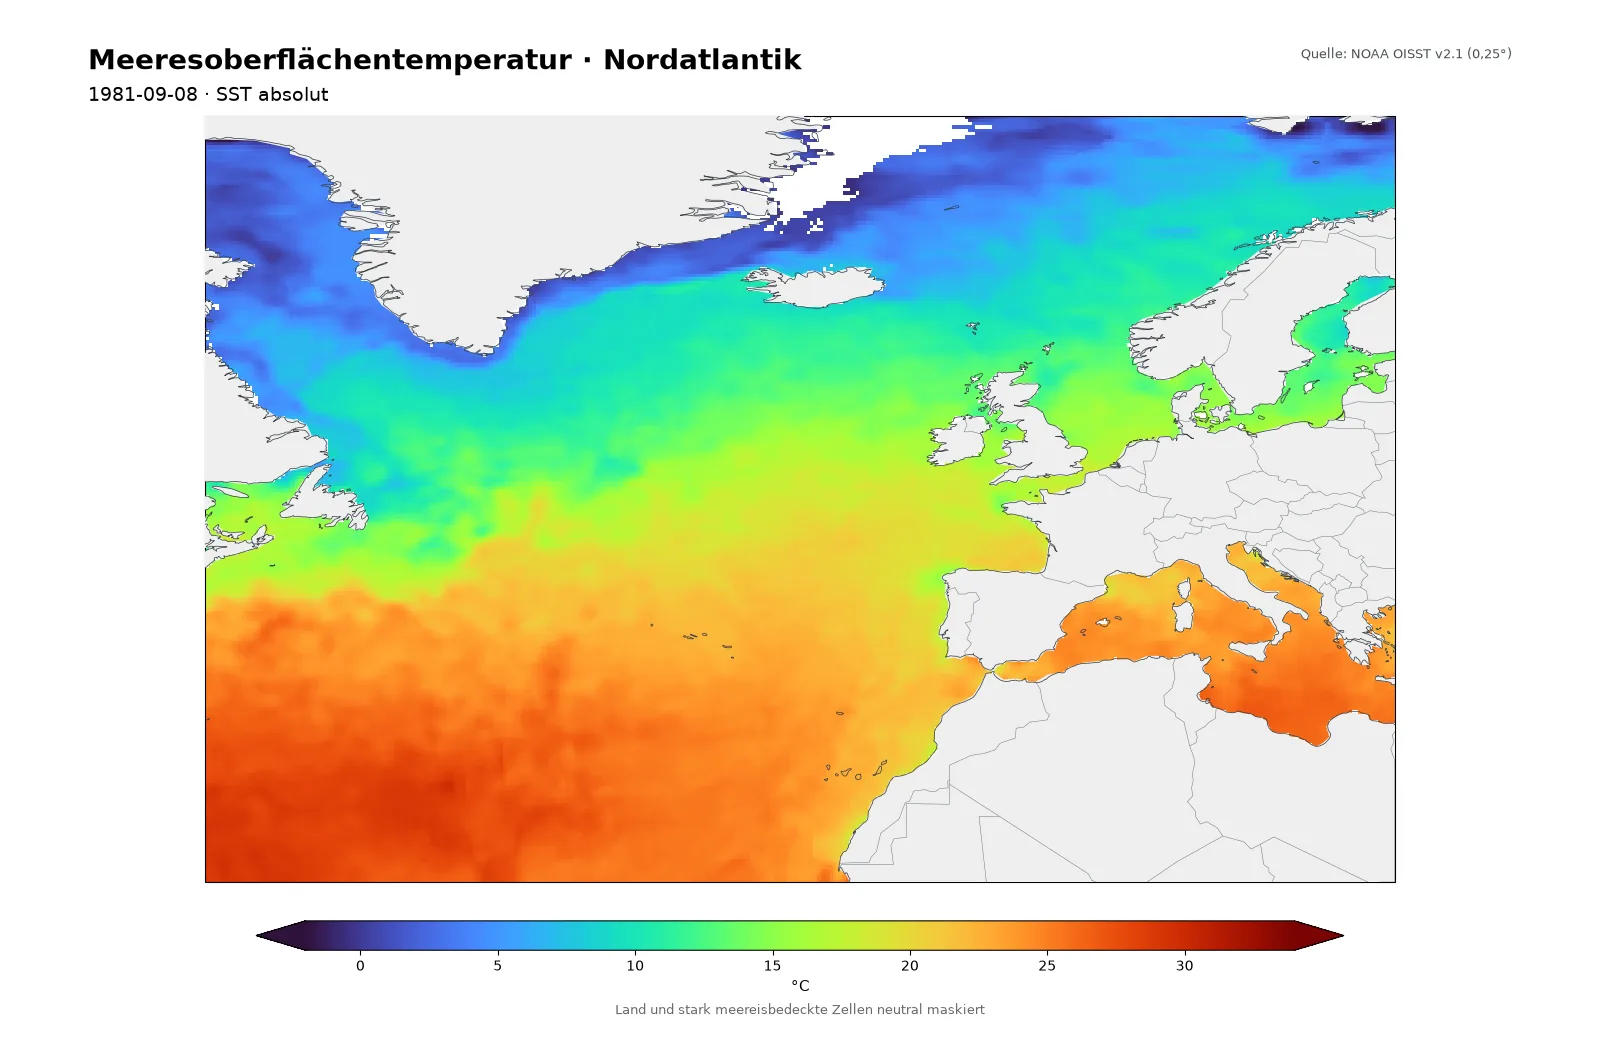 Meeresoberflächentemperatur · Nordatlantik
Quelle: NOAA OISST v2.1 (0,25°)
1981-09-08 · SST absolut
0 5 10 15 20 25 30
°C
Land und stark meereisbedeckte Zellen neutral maskiert